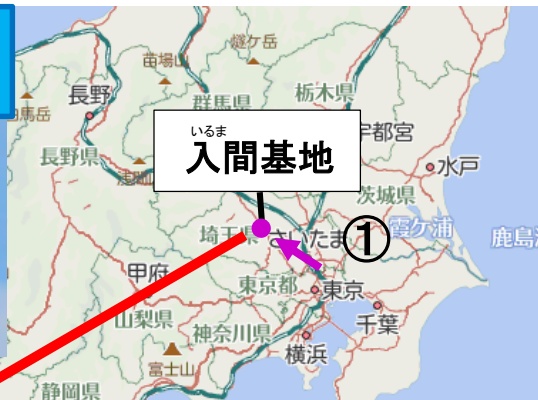 燧ケ岳
苗場山
長野
群馬県
栃木県
馬岳
いるま
入間基地
宇都宮
水戸
長野県
茨城県
埼玉県
さいたま
①
霞ケ浦
鹿島
甲府
東京都
東京
山梨県
神奈川県
千葉
横浜
富士山
静岡県